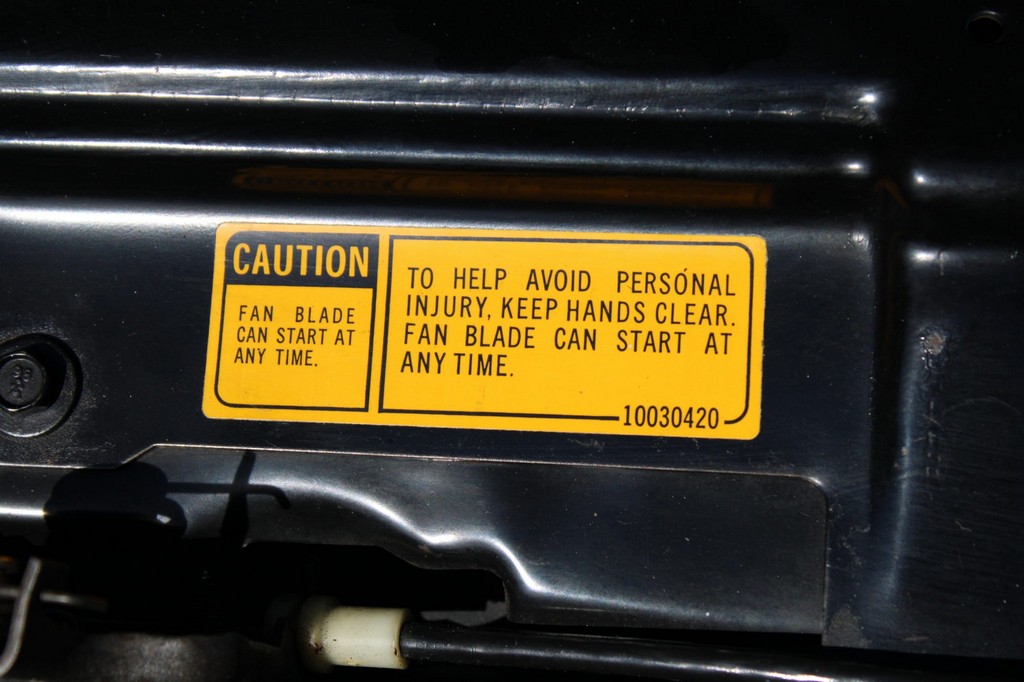 CAUTION
FAN BLADE
CAN START AT
ANY TIME.
TO HELP AVOID PERSONAL
INJURY, KEEP HANDS CLEAR.
FAN BLADE CAN START AT
ANY TIME.
10030420